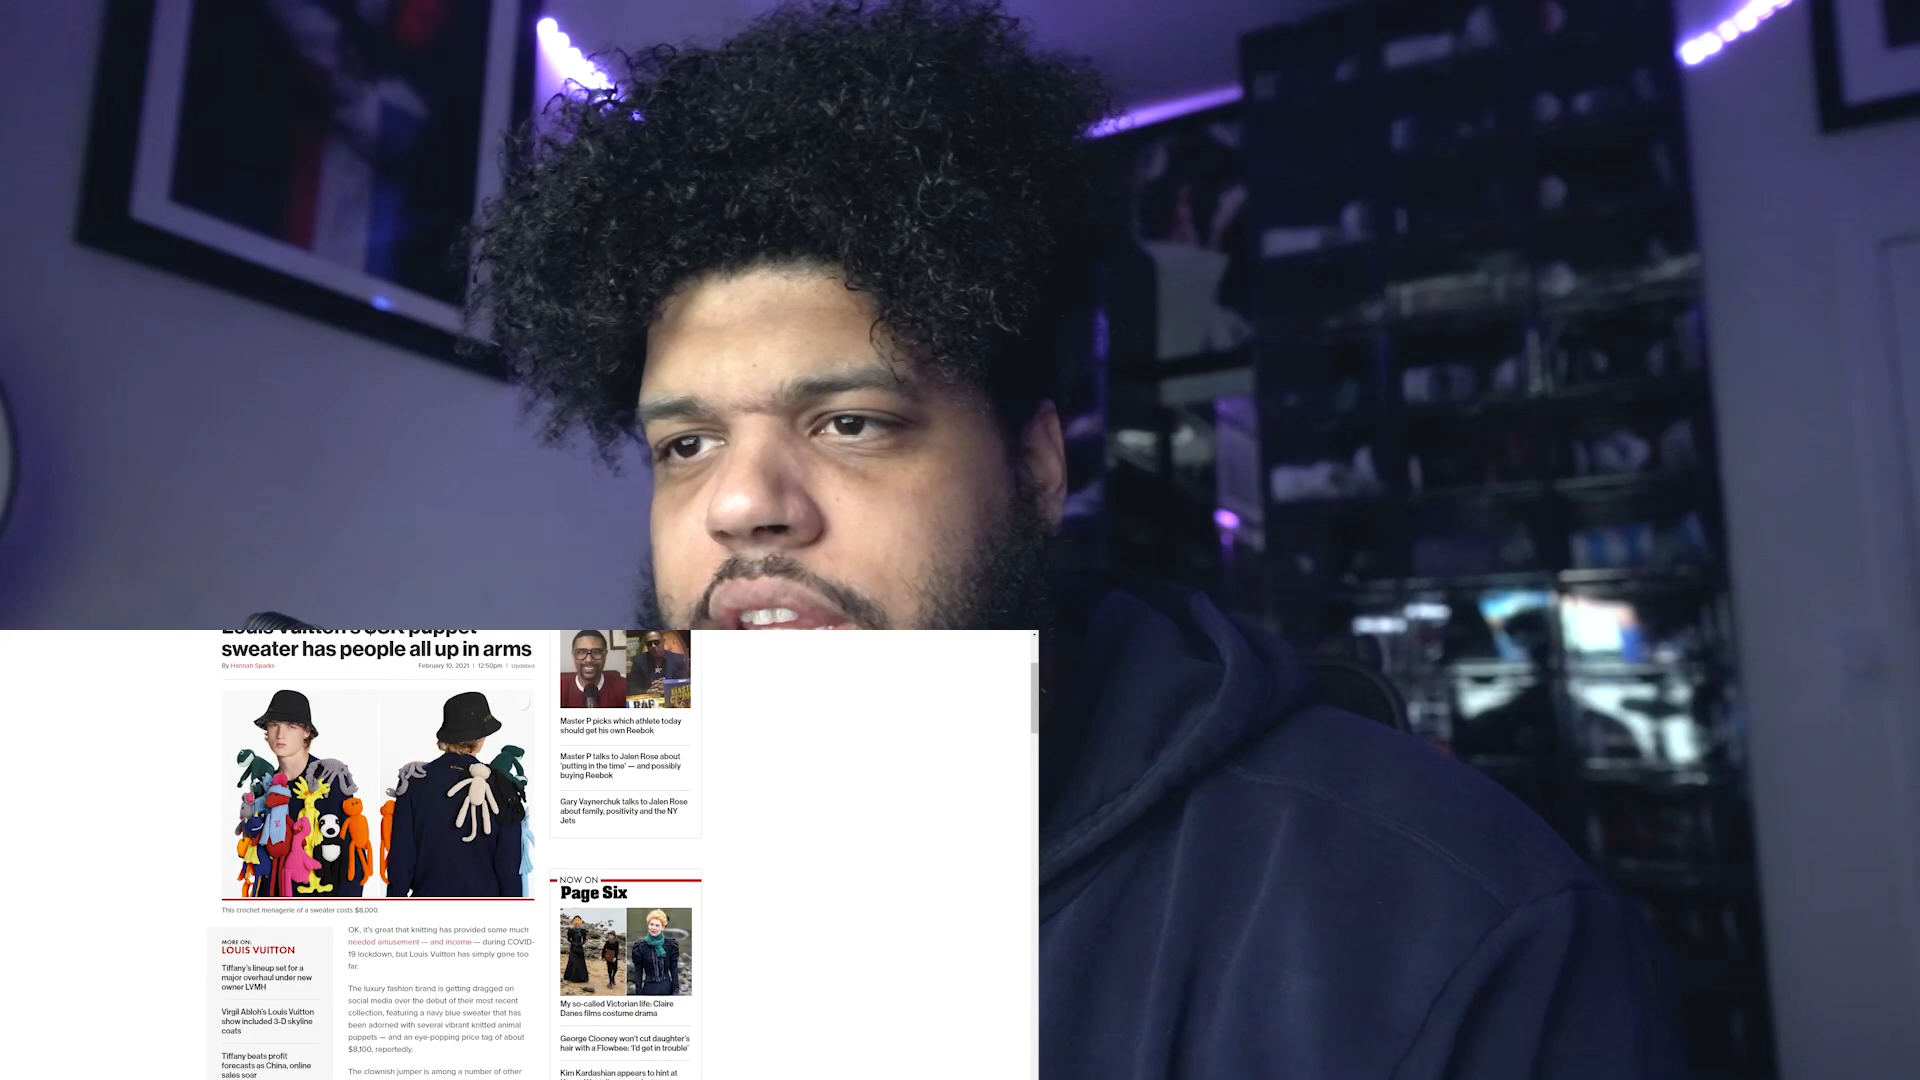 Louis Vuitton's $8K puppet
sweater has people all up in arms
By Hannah Sparks
February 10, 2021 | 12:50pm | Updated
This crochet menagerie of a sweater costs $8,000.
MORE ON:
LOUIS VUITTON
Tiffany's lineup set for a
major overhaul under new
owner LVMH
Virgil Abloh's Louis Vuitton
show included 3-D skyline
coats
Tiffany beats profit
forecasts as China, online
sales soar
OK, it's great that knitting has provided some much
needed amusement — and income — during COVID-
19 lockdown, but Louis Vuitton has simply gone too
far.
The luxury fashion brand is getting dragged on
social media over the debut of their most recent
collection, featuring a navy blue sweater that has
been adorned with several vibrant knitted animal
puppets — and an eye-popping price tag of about
$8,100, reportedly.
The clownish jumper is among a number of other
Master P picks which athlete today
should get his own Reebok
Master P talks to Jalen Rose about
'putting in the time' — and possibly
buying Reebok
Gary Vaynerchuk talks to Jalen Rose
about family, positivity and the NY
Jets
NOW ON
Page Six
My so-called Victorian life: Claire
Danes films costume drama
George Clooney won't cut daughter's
hair with a Flowbee: 'I'd get in trouble'
Kim Kardashian appears to hint at